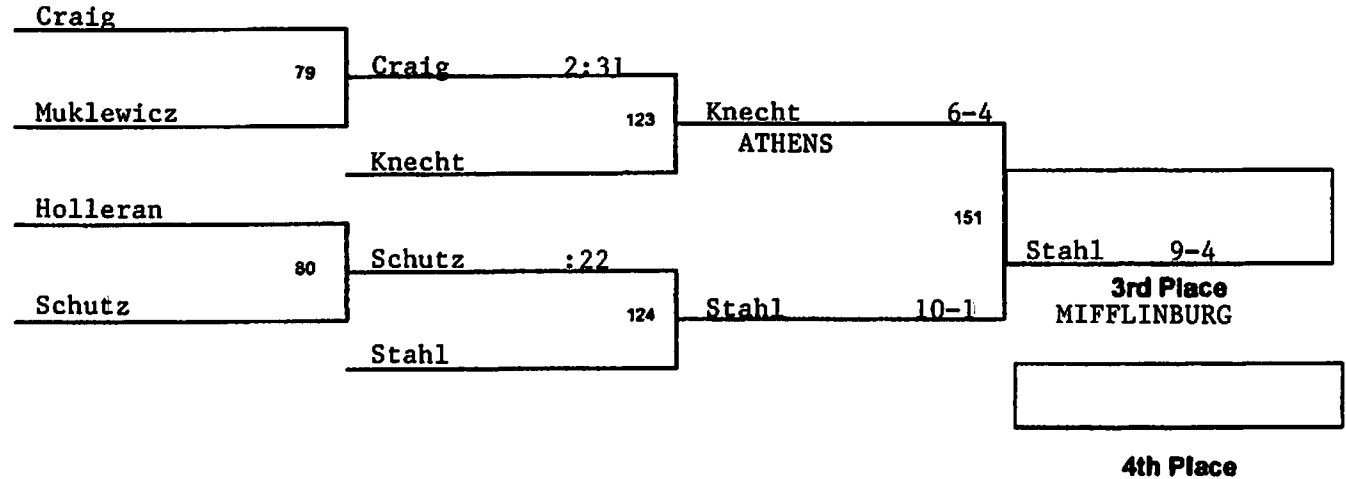 Craig
79
Craig 2:31
Muklewicz
123
Knecht 6-4
ATHENS
Knecht
Holleran
151
80
Schutz :22
Stahl 9-4
3rd Place
MIFFLINBURG
Schutz
124
Stahl 10-1
Stahl
4th Place